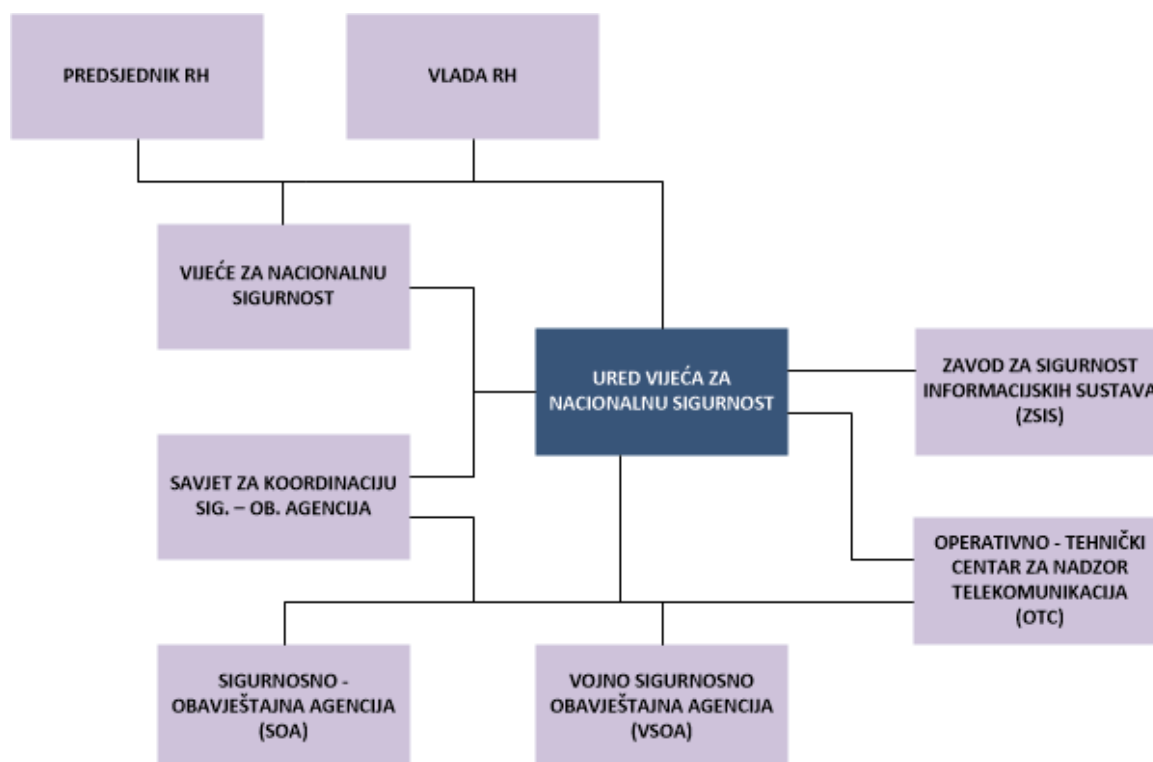 PREDSJEDNIK RH
VLADA RH
VIJEĆE ZA NACIONALNU
SIGURNOST
URED VIJEĆA ZA
NACIONALNU SIGURNOST
ZAVOD ZA SIGURNOST
INFORMACIJSKIH SUSTAVA
(ZSIS)
SAVJET ZA KOORDINACIJU
SIG. – OB. AGENCIJA
OPERATIVNO - TEHNIČKI
CENTAR ZA NADZOR
TELEKOMUNIKACIJA
(OTC)
SIGURNOSNO -
OBAVJEŠTAJNA AGENCIJA
(SOA)
VOJNO SIGURNOSNO
OBAVJEŠTAJNA AGENCIJA
(VSOA)